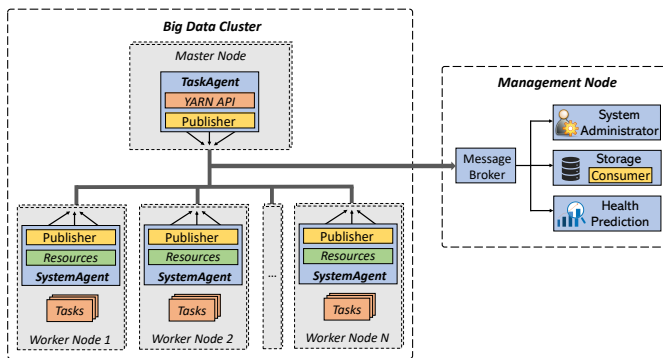 Big Data Cluster
Master Node
TaskAgent
YARN API
Publisher
Management Node
System
Administrator
Message
Broker
Storage
Consumer
Health
Prediction
Publisher
Resources
SystemAgent
Tasks
Worker Node 1
Publisher
Resources
SystemAgent
Tasks
Worker Node 2
...
Publisher
Resources
SystemAgent
Tasks
Worker Node N